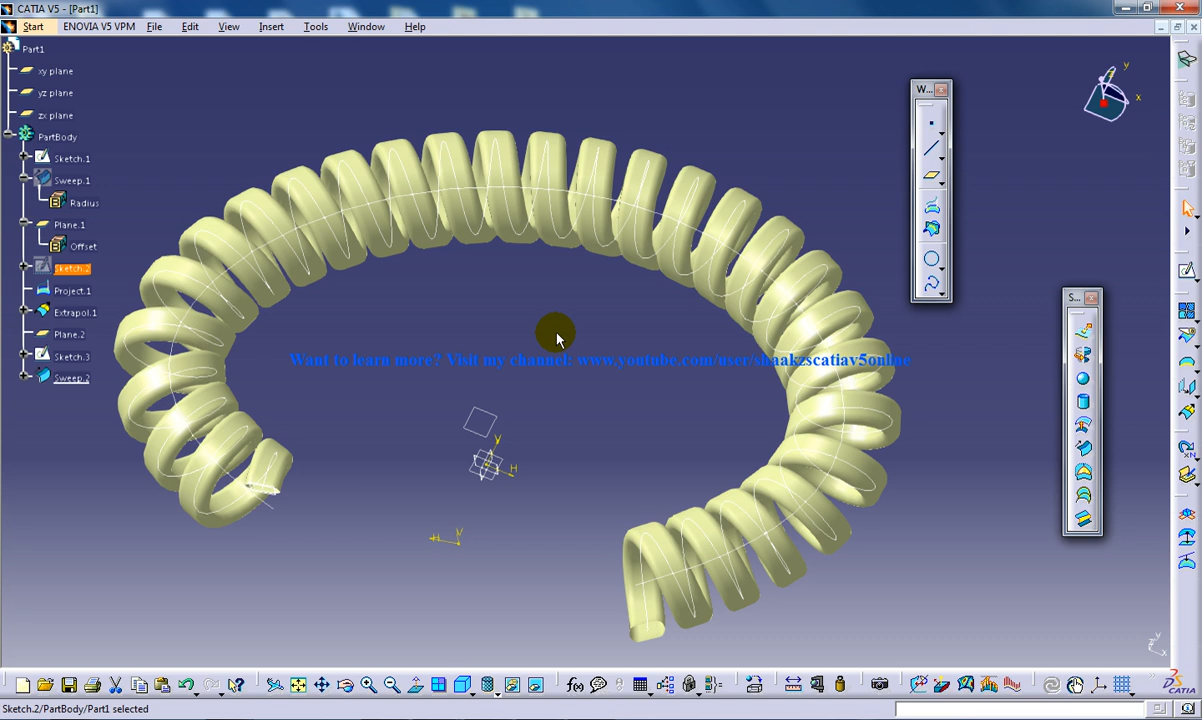 CATIA V5 - [Part1]
Start ENOVIA V5 VPM File Edit View Insert Tools Window Help
Part1
xy plane
yz plane
zx plane
PartBody
Sketch.1
Sweep.1
Radius
Plane.1
Offset
Sketch.2
Project.1
Extrapol.1
Plane.2
Sketch.3
Sweep.2
W...
S...
y
x
Want to learn more? Visit my channel: www.youtube.com/user/shaakzscatiav5online
V
H
V
H
f(x)
Sketch.2/PartBody/Part1 selected